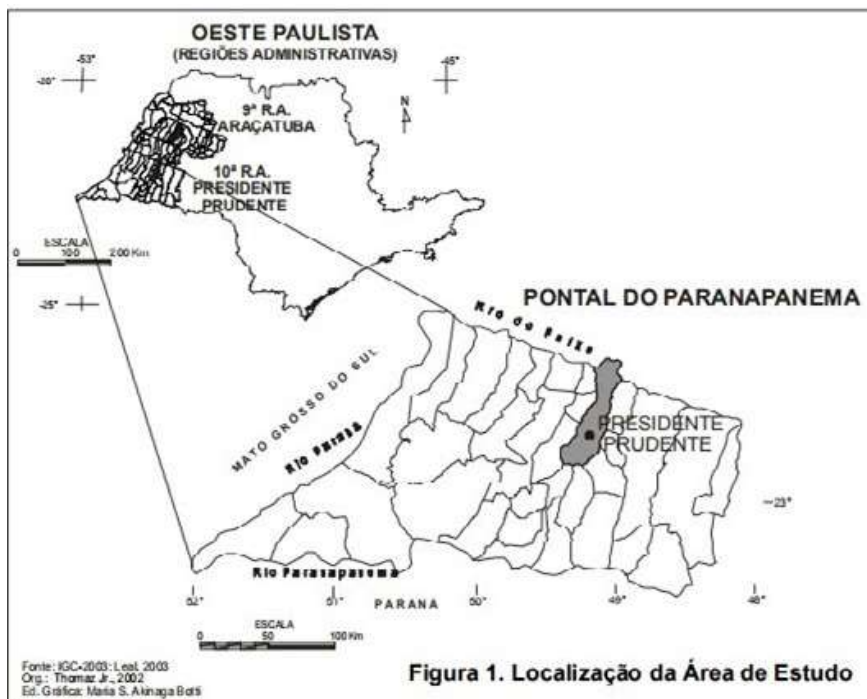 OESTE PAULISTA
(REGIÕES ADMINISTRATIVAS)
-53°
-45°
-20°
N
9ª R.A.
ARAÇATUBA
10ª R.A.
PRESIDENTE
PRUDENTE
ESCALA
0 100 200 Km
-25°
PONTAL DO PARANAPANEMA
Rio do Peixe
MATO GROSSO DO SUL
Rio Paraná
PRESIDENTE
PRUDENTE
-23°
Rio Paranapanema
52° 51° 50° 49° 48°
PARANA
ESCALA
0 50 100 Km
Fonte: IGC-2003: Leal, 2003
Org.: Thomaz Jr., 2002
Ed. Gráfica: Maria S. Akinaga Botti
Figura 1. Localização da Área de Estudo